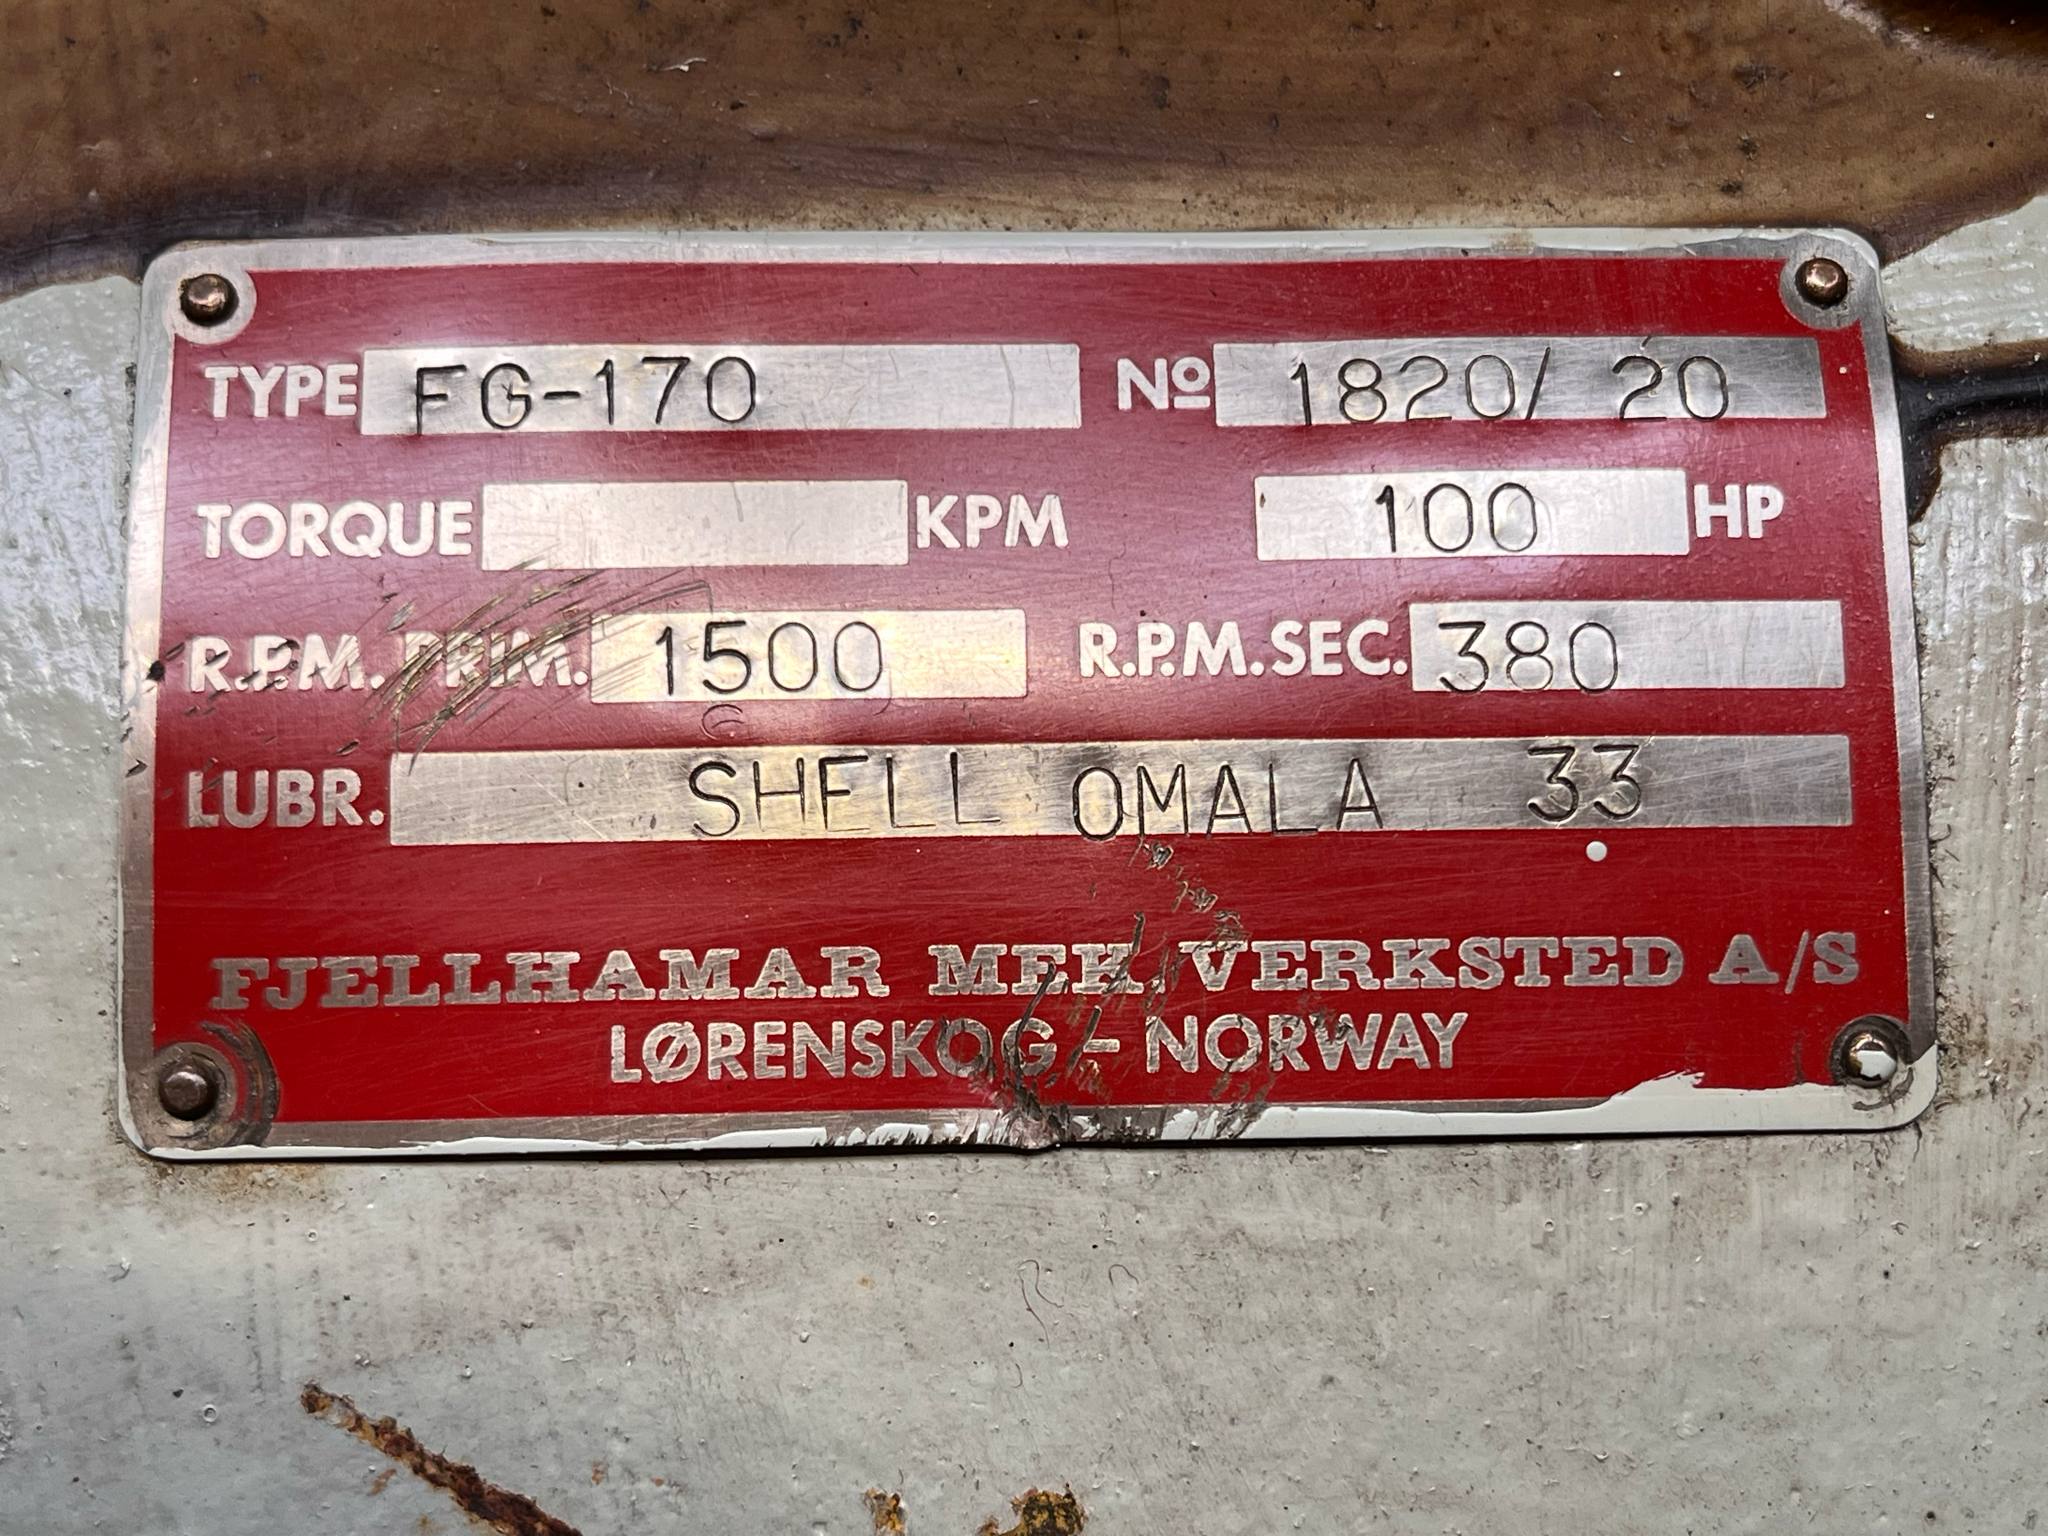 TYPE FG-170 Nº 1820/ 20
TORQUE KPM 100 HP
R.P.M. PRIM. 1500 R.P.M.SEC. 380
LUBR. SHELL OMALA 33
FJELLHAMAR MEK. VERKSTED A/S
LØRENSKOG - NORWAY